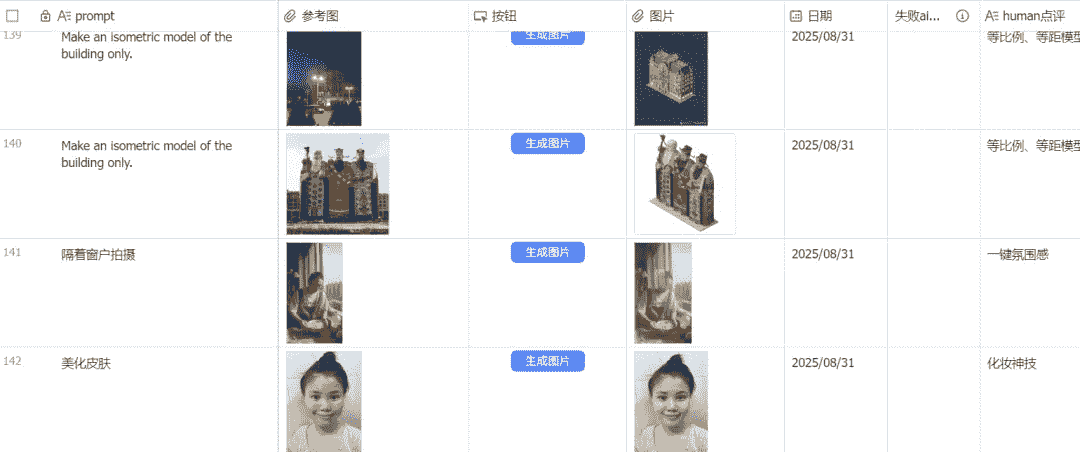 prompt 参考图 按钮 图片 日期 失败ai... human点评
139 Make an isometric model of the 生成图片 2025/08/31 等比例、等距模型
building only.
140 Make an isometric model of the 生成图片 2025/08/31 等比例、等距模型
building only.
141 隔着窗户拍摄 生成图片 2025/08/31 一键氛围感
142 美化皮肤 生成图片 2025/08/31 化妆神技